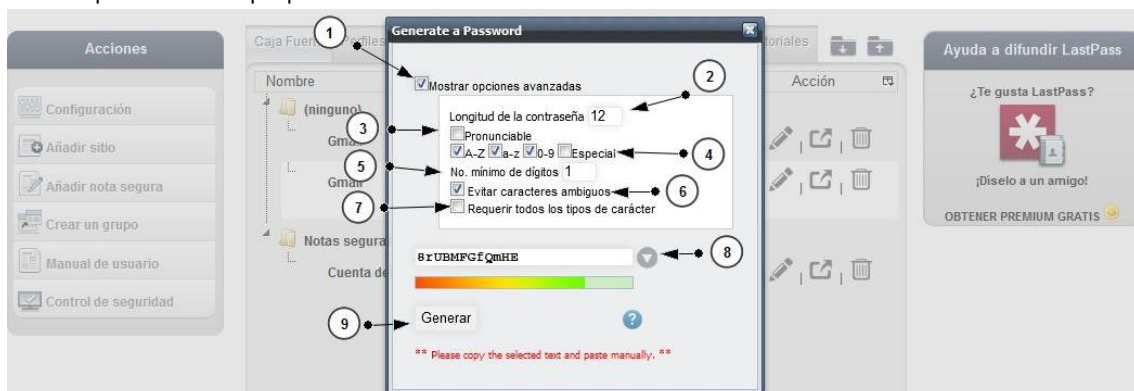 Acciones
Configuración
Añadir sitio
Añadir nota segura
Crear un grupo
Manual de usuario
Control de seguridad
Caja Fuer
Perfiles
toriales
Nombre
Acción
(ninguno)
Gmail
Gmail
Notas segura
Cuenta de
Generate a Password
1
Mostrar opciones avanzadas
2
Longitud de la contraseña 12
3
Pronunciable
A-Z a-z 0-9 Especial
4
5
No. mínimo de dígitos 1
Evitar caracteres ambiguos
6
7
Requerir todos los tipos de carácter
8rUBMFGfQmHE
8
9
Generar
?
** Please copy the selected text and paste manually. **
Ayuda a difundir LastPass
¿Te gusta LastPass?
¡Díselo a un amigo!
OBTENER PREMIUM GRATIS